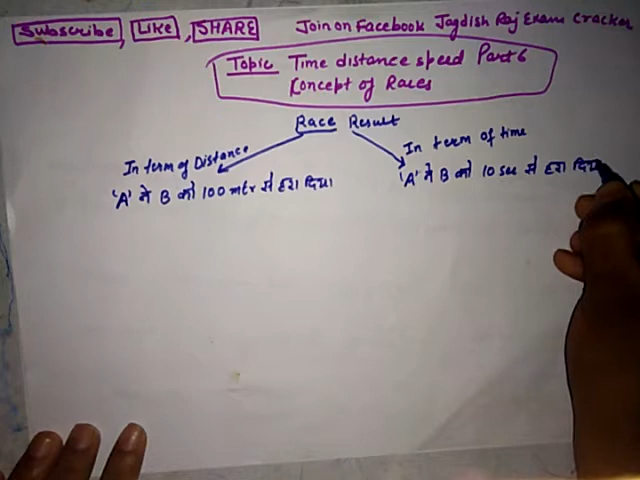 Subscribe, Like, SHARE Join on Facebook Jagdish Raj Exam Cracker
Topic Time distance speed Part 6
Concept of Races
Race Result
In term of Distance
'A' ने B को 100 mtr से हरा दिया
In term of time
'A' ने B को 10 sec से हरा दिया